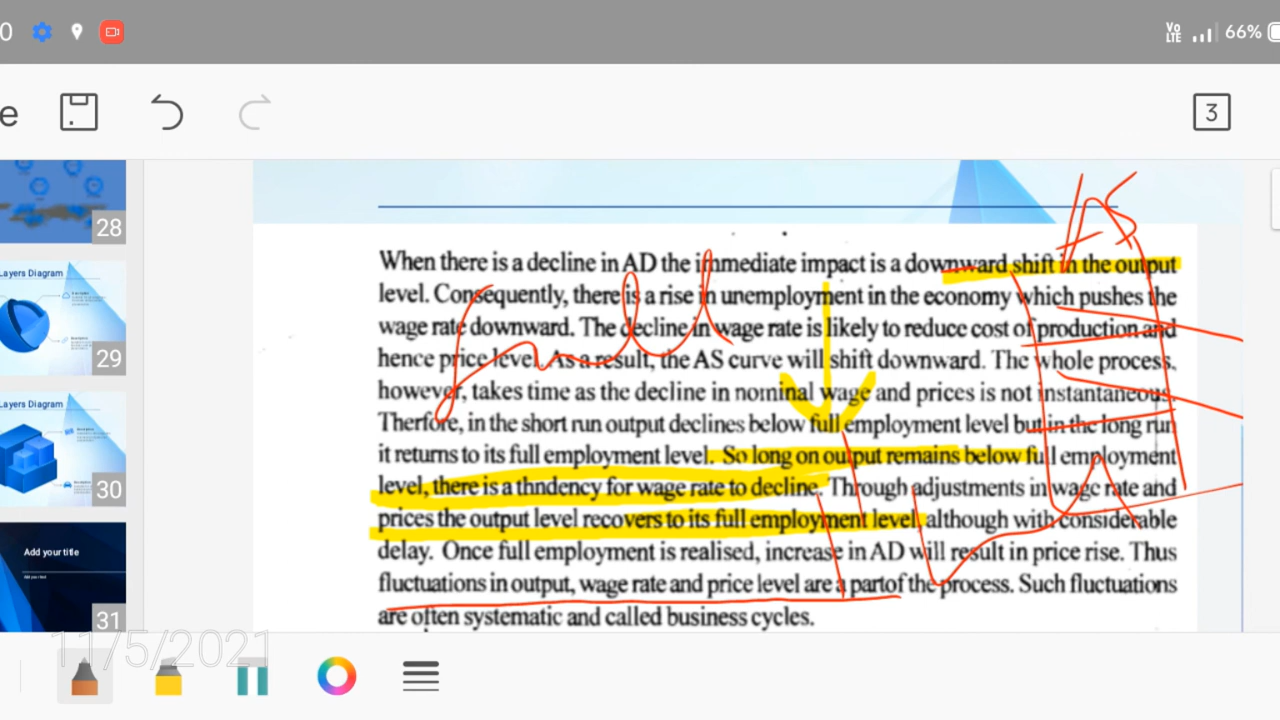 0
Vo LTE 66%
e
3
28
Layers Diagram
29
Layers Diagram
30
Add your title
31
AS
When there is a decline in AD the immediate impact is a downward shift in the output
level. Consequently, there is a rise in unemployment in the economy which pushes the
wage rate downward. The decline in wage rate is likely to reduce cost of production and
hence price level. As a result, the AS curve will shift downward. The whole process,
however, takes time as the decline in nominal wage and prices is not instantaneous.
Therfore, in the short run output declines below full employment level but in the long run
it returns to its full employment level. So long on output remains below full employment
level, there is a thndency for wage rate to decline. Through adjustments in wage rate and
prices the output level recovers to its full employment level, although with considerable
delay. Once full employment is realised, increase in AD will result in price rise. Thus
fluctuations in output, wage rate and price level are a partof the process. Such fluctuations
are often systematic and called business cycles.
11/5/2021